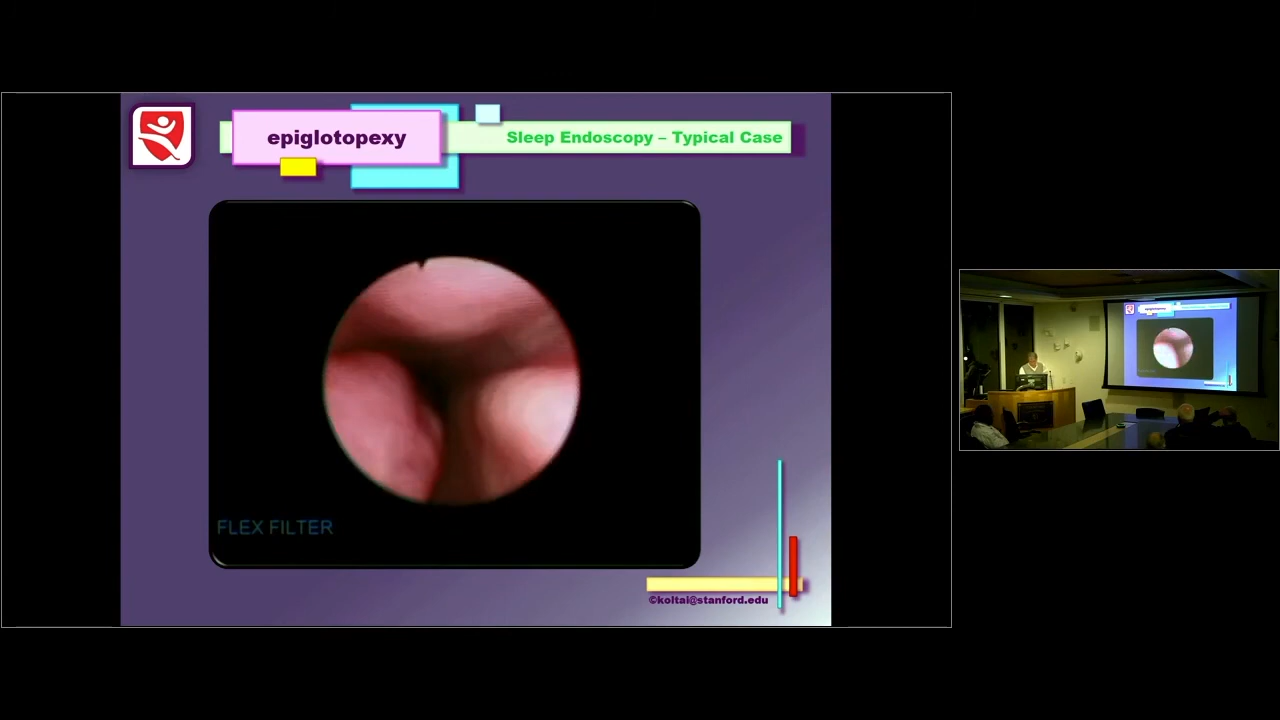 epiglotopexy
Sleep Endoscopy – Typical Case
FLEX FILTER
©koltai@stanford.edu